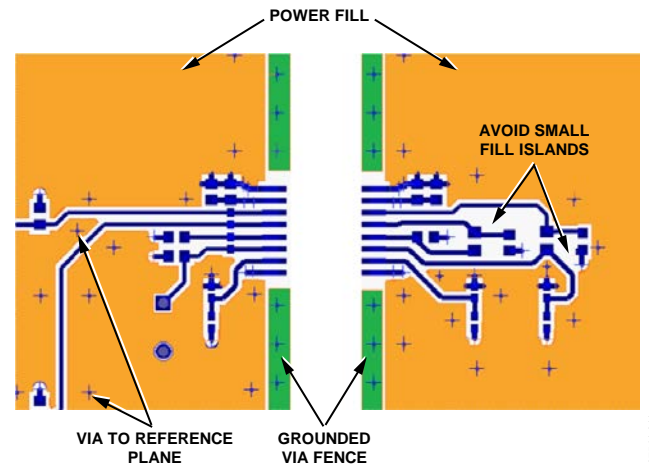 POWER FILL
AVOID SMALL
FILL ISLANDS
VIA TO REFERENCE
PLANE
GROUNDED
VIA FENCE